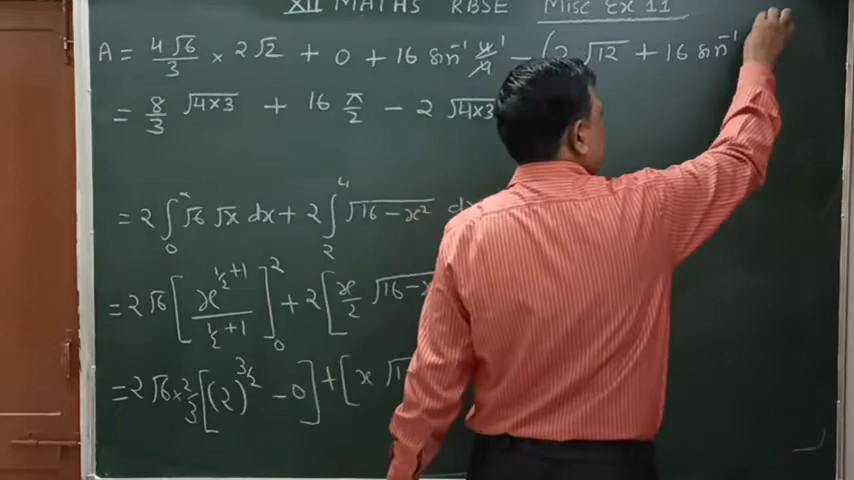 XII MATHS RBSE Misc Ex 11
A = 4√6/3 × 2√2 + 0 + 16 sin⁻¹ 4/4 1 − (2 √12 + 16 sin⁻¹
= 8/3 √4×3 + 16 π/2 − 2 √4×3
= 2 ∫₀² √6 √x dx + 2 ∫₂⁴ √16 − x² dx
= 2√6 [x^(1/2+1) / (1/2+1)]₀² + 2 [x/2 √16 − x
= 2√6 × 2/3 [(2)^(3/2) − 0] + [x √1